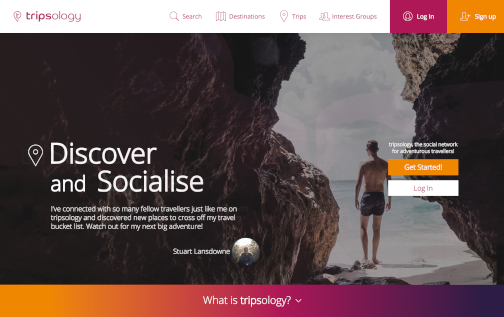 tripsology
Search
Destinations
Trips
Interest Groups
Log In
Sign up
Discover
and Socialise
I've connected with so many fellow travellers just like me on
tripsology and discovered new places to cross off my travel
bucket list. Watch out for my next big adventure!
Stuart Lansdowne
tripsology, the social network
for adventurous travellers!
Get Started!
Log In
What is tripsology?